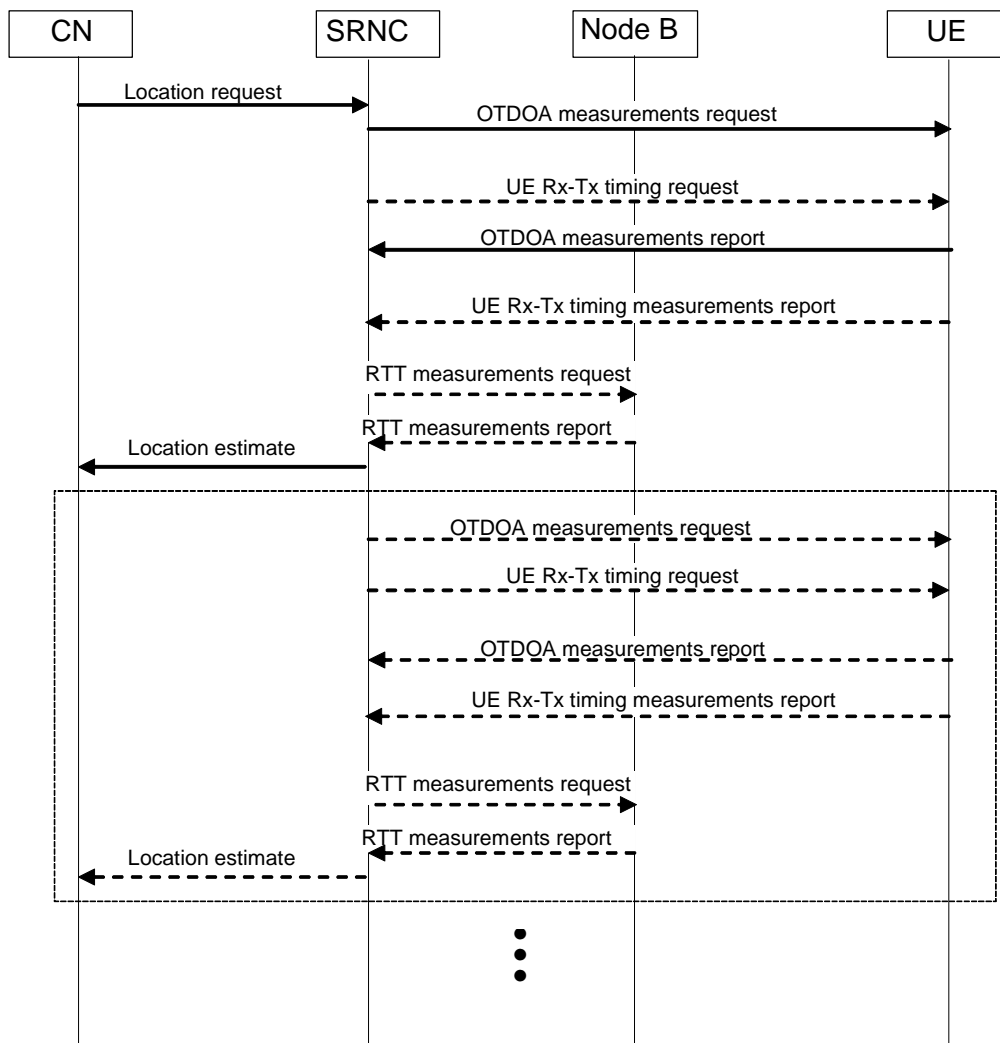 CN
SRNC
Node B
UE
Location request
OTDOA measurements request
UE Rx-Tx timing request
OTDOA measurements report
UE Rx-Tx timing measurements report
RTT measurements request
RTT measurements report
Location estimate
OTDOA measurements request
UE Rx-Tx timing request
OTDOA measurements report
UE Rx-Tx timing measurements report
RTT measurements request
RTT measurements report
Location estimate